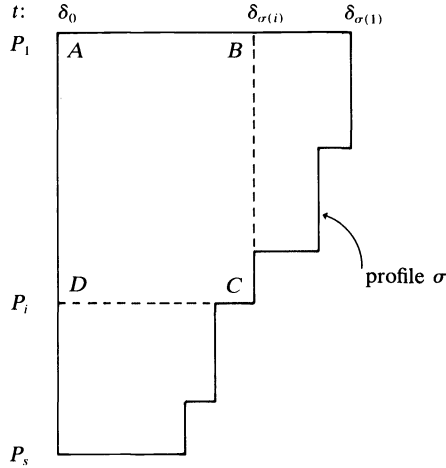 t: δ₀ δσ(i) δσ(1)
P₁ A B
D C
profile σ
Pᵢ
Pₛ